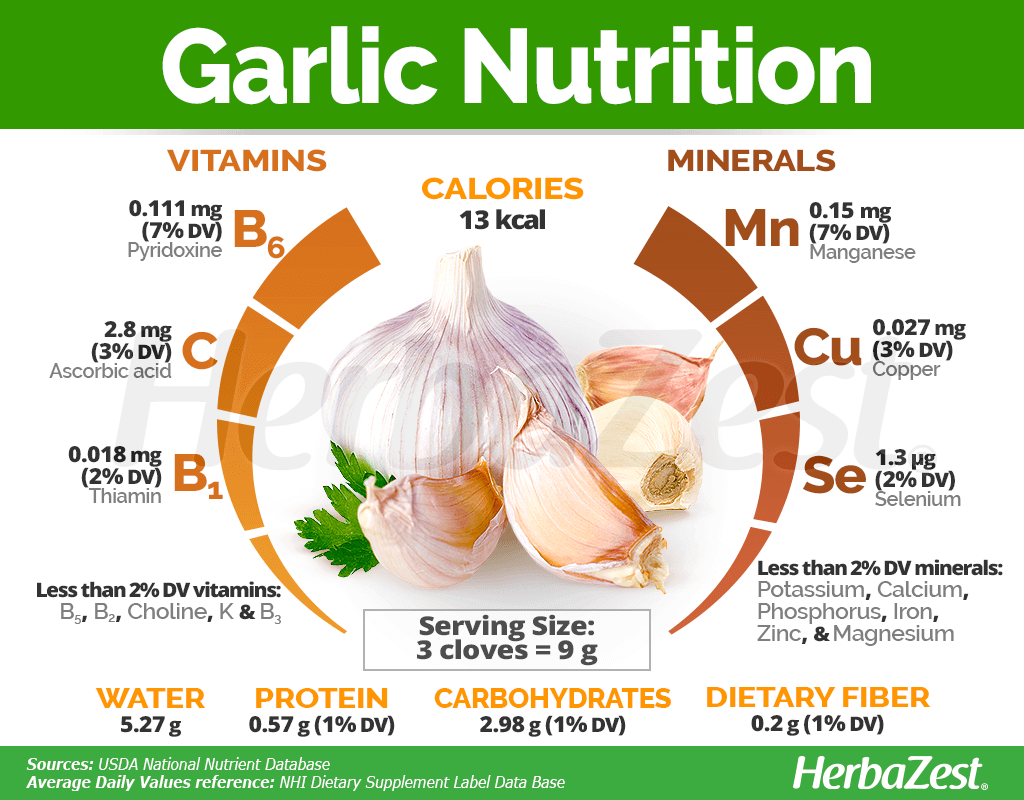 Garlic Nutrition
VITAMINS
0.111 mg
(7% DV)
Pyridoxine
B₆
2.8 mg
(3% DV)
Ascorbic acid
C
0.018 mg
(2% DV)
Thiamin
B₁
Less than 2% DV vitamins:
B₅, B₂, Choline, K & B₃
CALORIES
13 kcal
MINERALS
Mn
0.15 mg
(7% DV)
Manganese
Cu
0.027 mg
(3% DV)
Copper
Se
1.3 µg
(2% DV)
Selenium
Less than 2% DV minerals:
Potassium, Calcium,
Phosphorus, Iron,
Zinc, & Magnesium
HerbaZest®
Serving Size:
3 cloves = 9 g
WATER
5.27 g
PROTEIN
0.57 g (1% DV)
CARBOHYDRATES
2.98 g (1% DV)
DIETARY FIBER
0.2 g (1% DV)
Sources: USDA National Nutrient Database
Average Daily Values reference: NHI Dietary Supplement Label Data Base
HerbaZest®